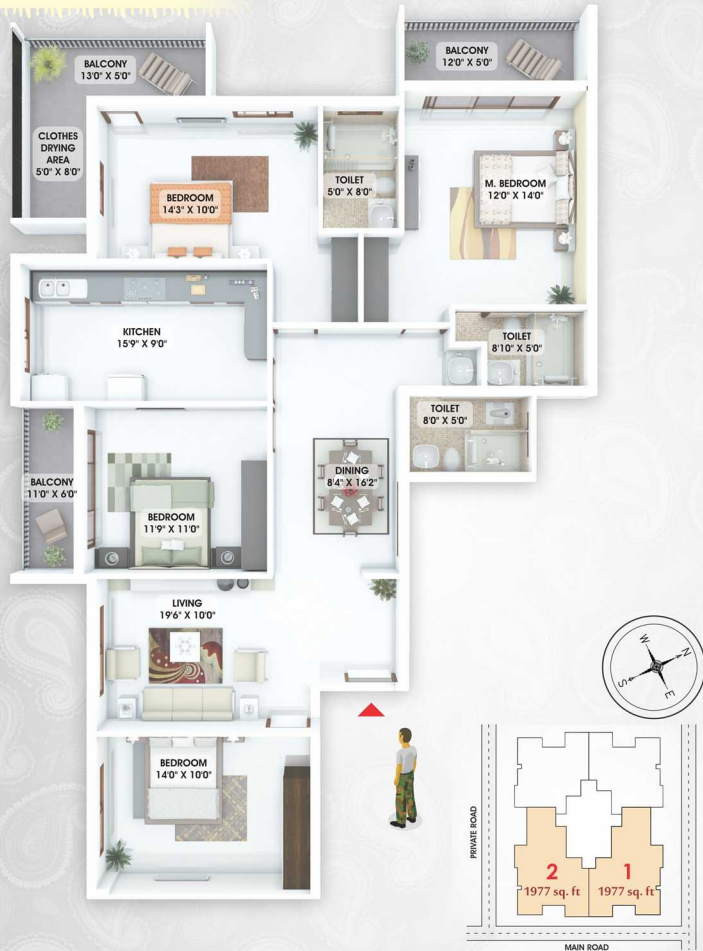 BALCONY
13'0" X 5'0"
BALCONY
12'0" X 5'0"
CLOTHES
DRYING
AREA
5'0" X 8'0"
BEDROOM
14'3" X 10'0"
TOILET
5'0" X 8'0"
M. BEDROOM
12'0" X 14'0"
KITCHEN
15'9" X 9'0"
TOILET
8'10" X 5'0"
TOILET
8'0" X 5'0"
BALCONY
11'0" X 6'0"
BEDROOM
11'9" X 11'0"
DINING
8'4" X 16'2"
LIVING
19'6" X 10'0"
BEDROOM
14'0" X 10'0"
W
N
S
E
PRIVATE ROAD
2
1977 sq. ft
1
1977 sq. ft
MAIN ROAD